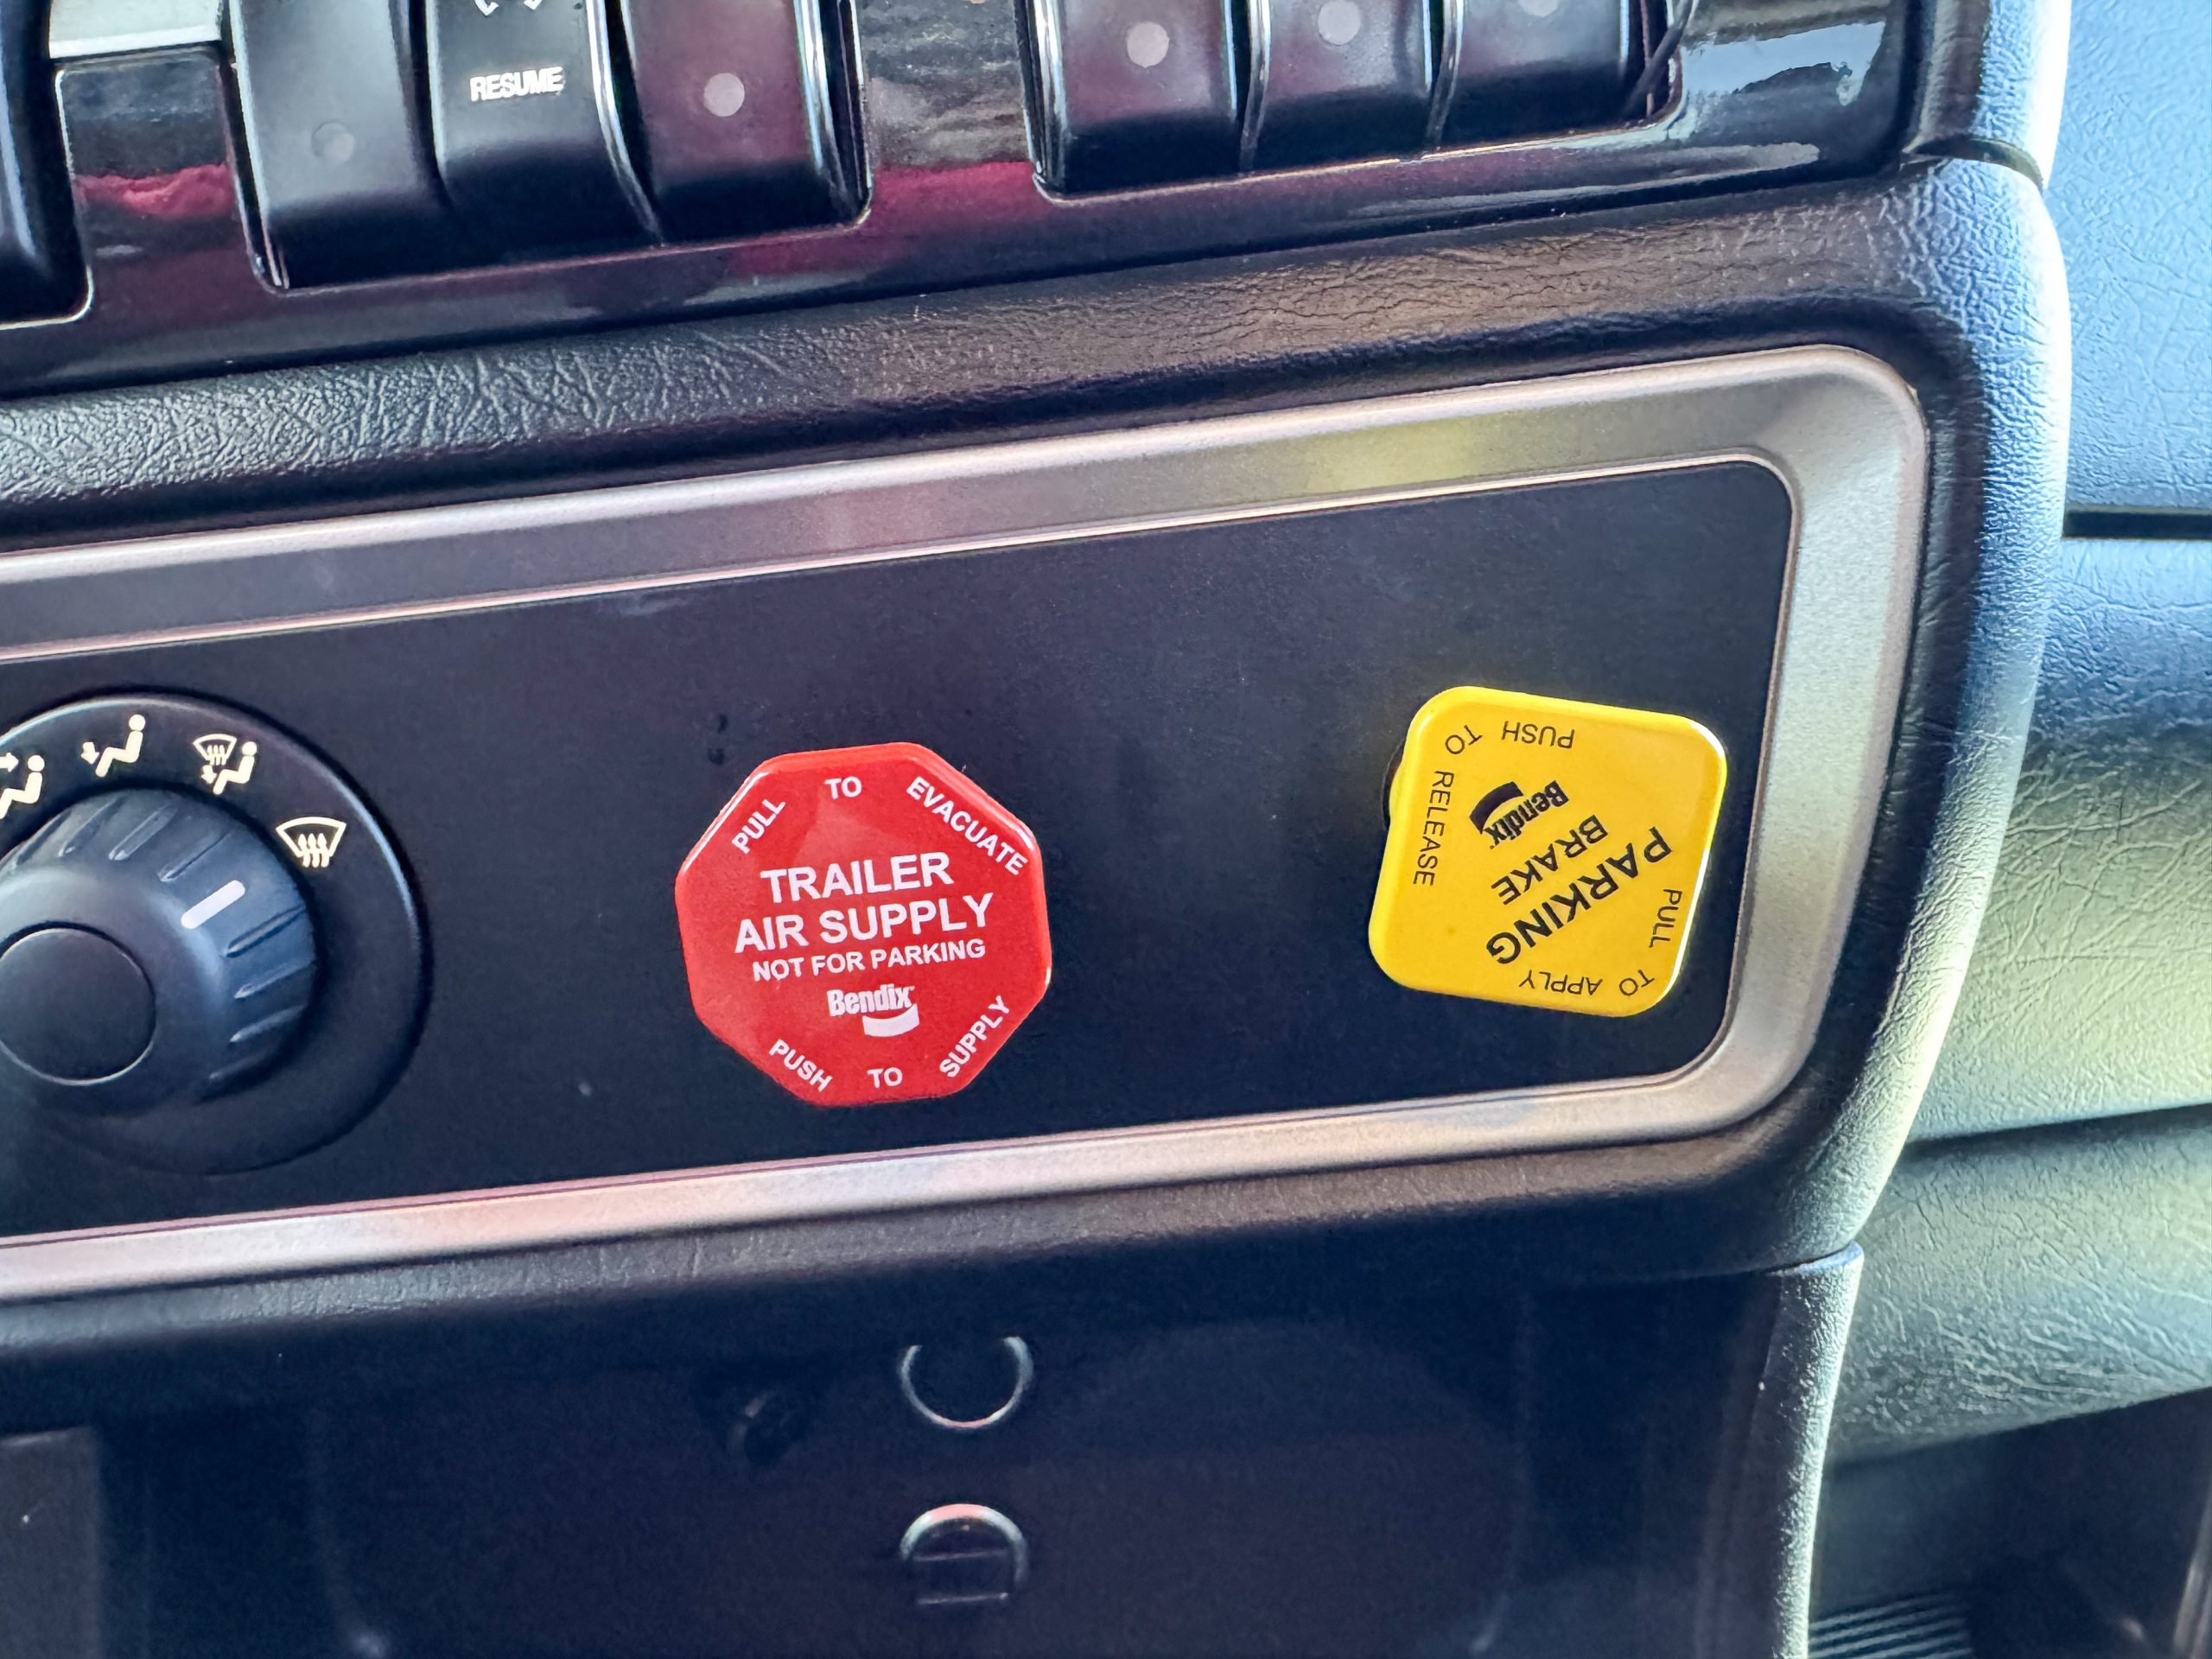 RESUME
PULL TO EVACUATE
TRAILER
AIR SUPPLY
NOT FOR PARKING
Bendix
PUSH TO SUPPLY
PULL TO APPLY
PARKING
BRAKE
Bendix
PUSH TO RELEASE